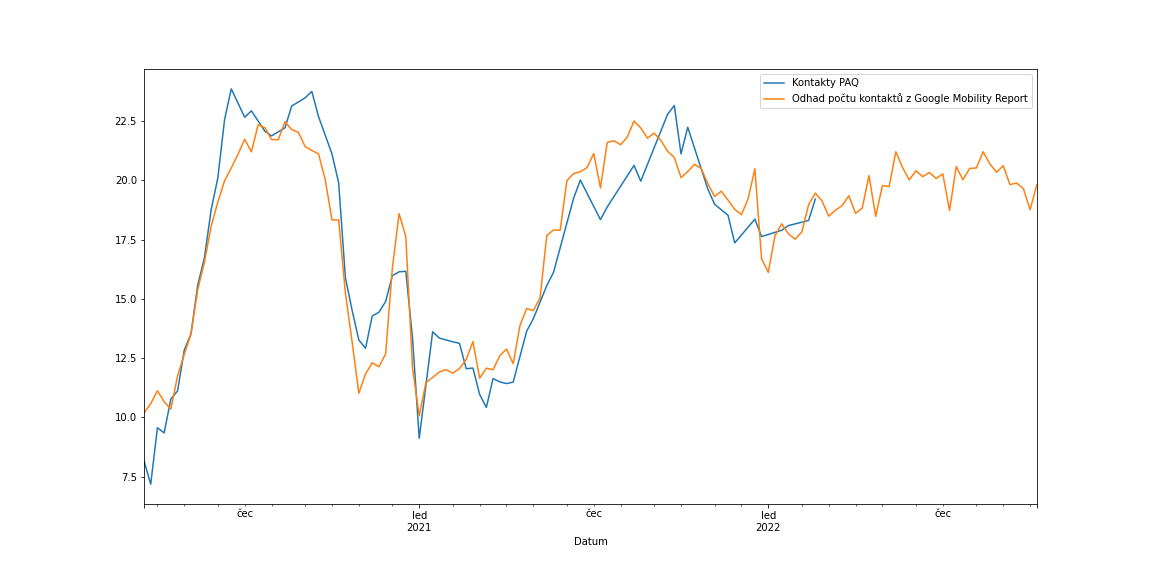 Kontakty PAQ
Odhad počtu kontaktů z Google Mobility Report
22.5
20.0
17.5
15.0
12.5
10.0
7.5
čec
led
2021
čec
led
2022
čec
Datum